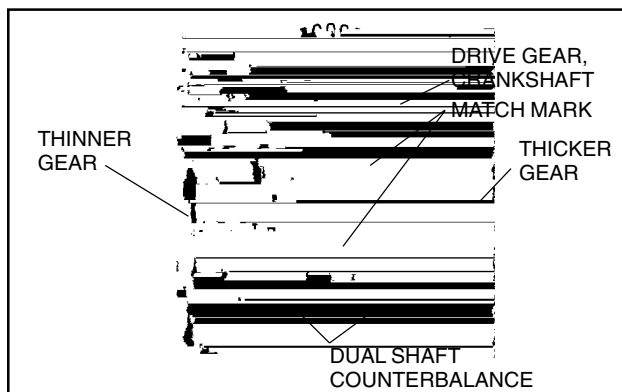 DRIVE GEAR,
CRANKSHAFT
MATCH MARK
THINNER
GEAR
THICKER
GEAR
DUAL SHAFT
COUNTERBALANCE